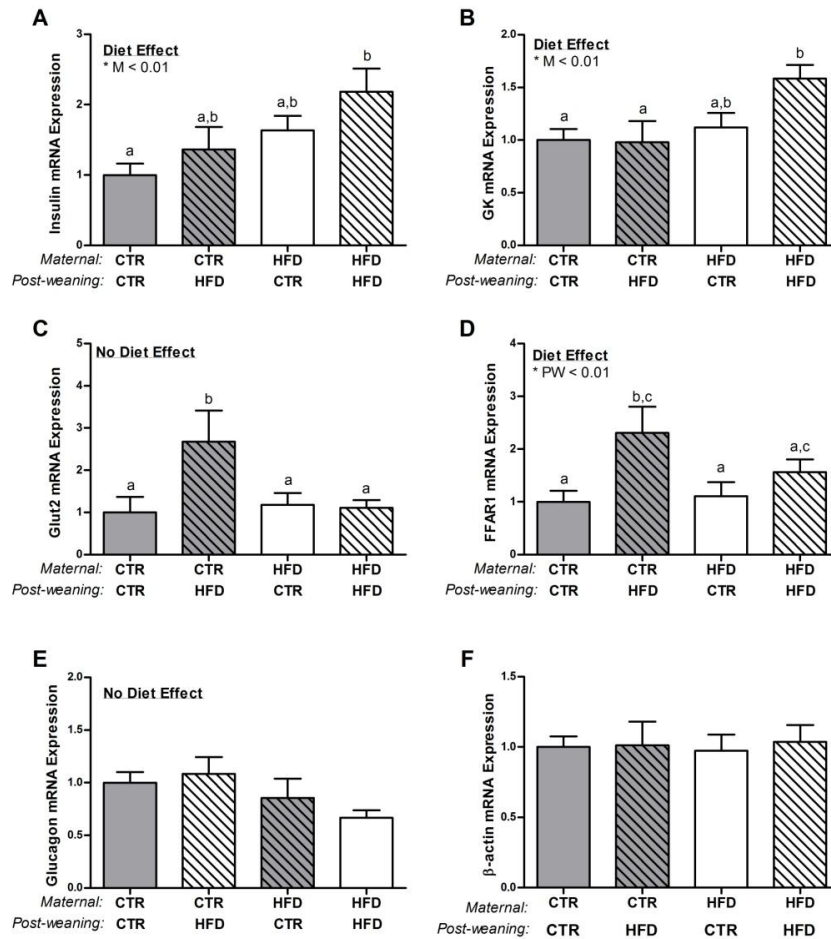 A
Insulin mRNA Expression
3
2
1
0
Diet Effect
* M < 0.01
a
a,b
a,b
b
Maternal: CTR CTR HFD HFD
Post-weaning: CTR HFD CTR HFD
B
GK mRNA Expression
2.0
1.5
1.0
0.5
0.0
Diet Effect
* M < 0.01
a
a
a,b
b
Maternal: CTR CTR HFD HFD
Post-weaning: CTR HFD CTR HFD
C
Glut2 mRNA Expression
5
4
3
2
1
0
No Diet Effect
a
b
a
a
Maternal: CTR CTR HFD HFD
Post-weaning: CTR HFD CTR HFD
D
FFAR1 mRNA Expression
4
3
2
1
0
Diet Effect
* PW < 0.01
a
b,c
a
a,c
Maternal: CTR CTR HFD HFD
Post-weaning: CTR HFD CTR HFD
E
Glucagon mRNA Expression
2.0
1.5
1.0
0.5
0.0
No Diet Effect
Maternal: CTR CTR HFD HFD
Post-weaning: CTR HFD CTR HFD
F
β-actin mRNA Expression
1.5
1.0
0.5
0.0
Maternal: CTR CTR HFD HFD
Post-weaning: CTR HFD CTR HFD